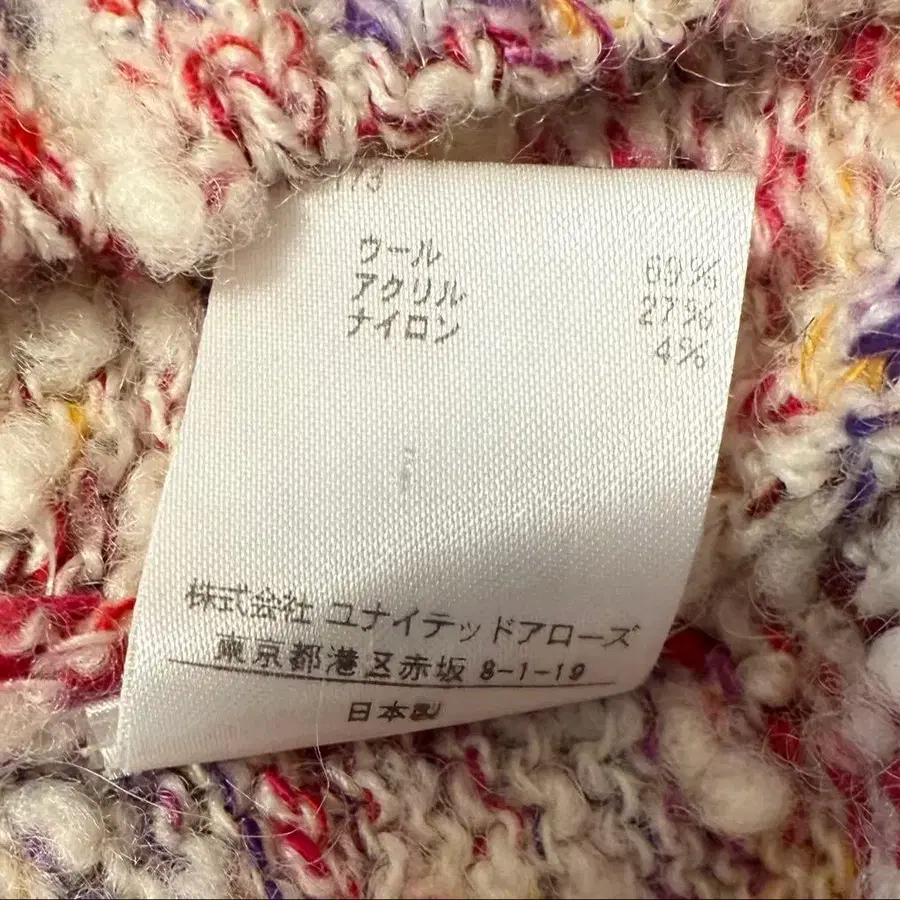 ウール 69%
アクリル 27%
ナイロン 4%
株式会社 ユナイテッドアローズ
東京都港区赤坂 8-1-19
日本製